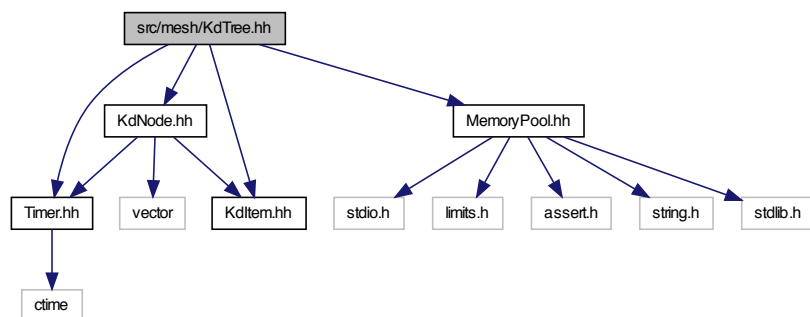 src/mesh/KdTree.hh
KdNode.hh
MemoryPool.hh
Timer.hh
vector
KdItem.hh
stdio.h
limits.h
assert.h
string.h
stdlib.h
ctime